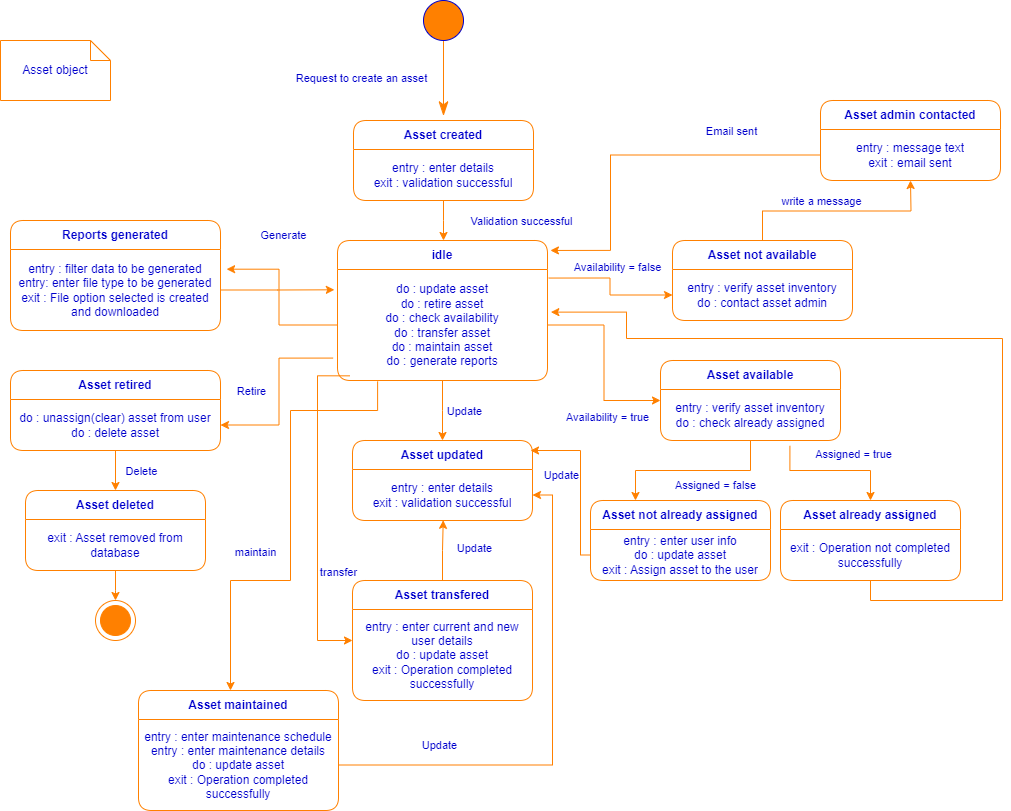 Asset object
Request to create an asset
Asset created
entry : enter details
exit : validation successful
Validation successful
Asset admin contacted
entry : message text
exit : email sent
Email sent
write a message
Reports generated
entry : filter data to be generated
entry: enter file type to be generated
exit : File option selected is created
and downloaded
Generate
idle
do : update asset
do : retire asset
do : check availability
do : transfer asset
do : maintain asset
do : generate reports
Availability = false
Asset not available
entry : verify asset inventory
do : contact asset admin
Asset retired
do : unassign(clear) asset from user
do : delete asset
Retire
Update
Availability = true
Asset available
entry : verify asset inventory
do : check already assigned
Delete
Asset updated
entry : enter details
exit : validation successful
Update
Assigned = false
Assigned = true
Asset deleted
exit : Asset removed from
database
Asset not already assigned
entry : enter user info
do : update asset
exit : Assign asset to the user
Asset already assigned
exit : Operation not completed
successfully
maintain
transfer
Update
Asset transfered
entry : enter current and new
user details
do : update asset
exit : Operation completed
successfully
Asset maintained
entry : enter maintenance schedule
entry : enter maintenance details
do : update asset
exit : Operation completed
successfully
Update